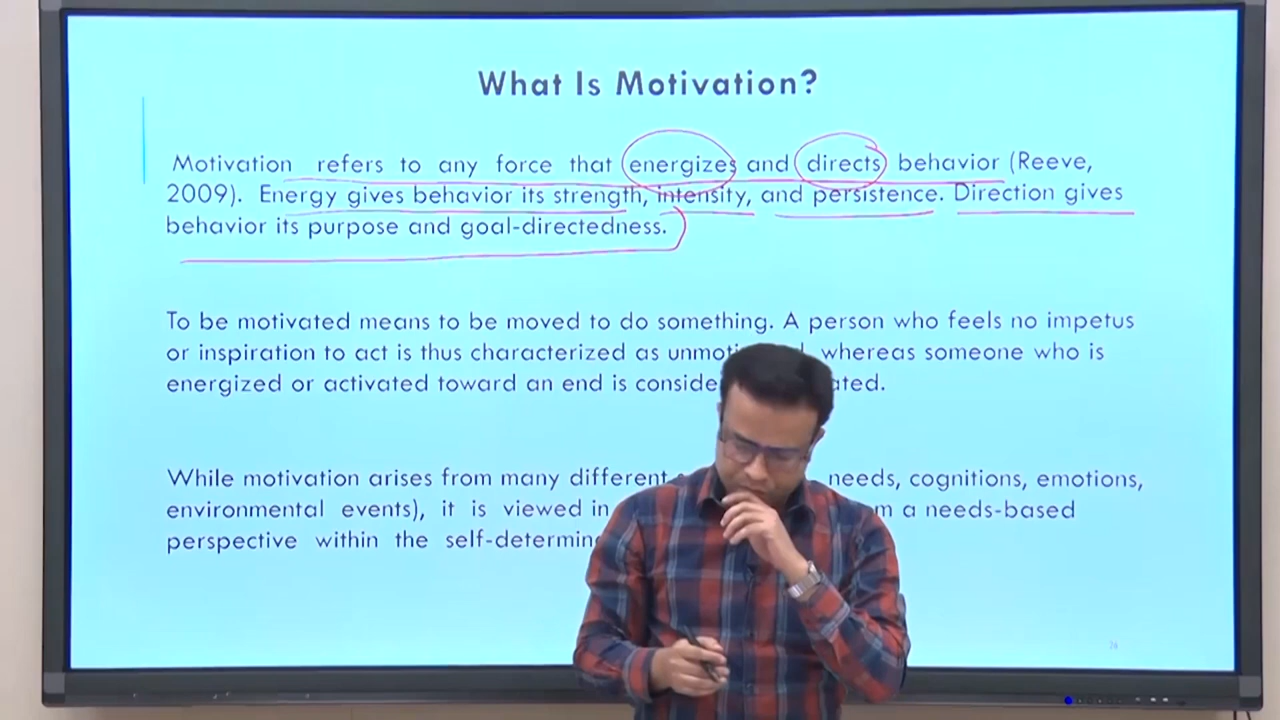 What Is Motivation?
Motivation refers to any force that energizes and directs behavior (Reeve,
2009). Energy gives behavior its strength, intensity, and persistence. Direction gives
behavior its purpose and goal-directedness.
To be motivated means to be moved to do something. A person who feels no impetus
or inspiration to act is thus characterized as whereas someone who is
energized or activated toward an end is
While motivation arises from many different needs, cognitions, emotions,
environmental events), it is viewed in a needs-based
perspective within the